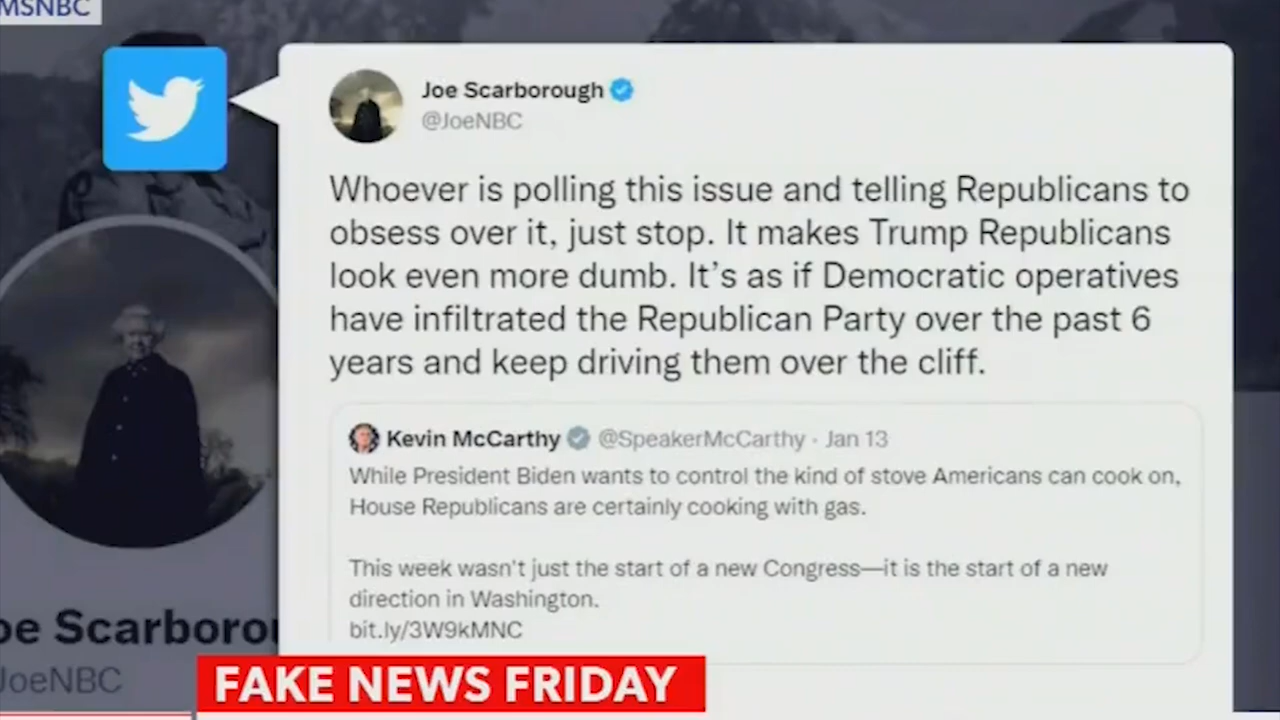 MSNBC
Joe Scarborough
@JoeNBC
Whoever is polling this issue and telling Republicans to
obsess over it, just stop. It makes Trump Republicans
look even more dumb. It's as if Democratic operatives
have infiltrated the Republican Party over the past 6
years and keep driving them over the cliff.
Kevin McCarthy @SpeakerMcCarthy · Jan 13
While President Biden wants to control the kind of stove Americans can cook on,
House Republicans are certainly cooking with gas.
This week wasn't just the start of a new Congress—it is the start of a new
direction in Washington.
bit.ly/3W9kMNC
oe Scarborou
JoeNBC
FAKE NEWS FRIDAY